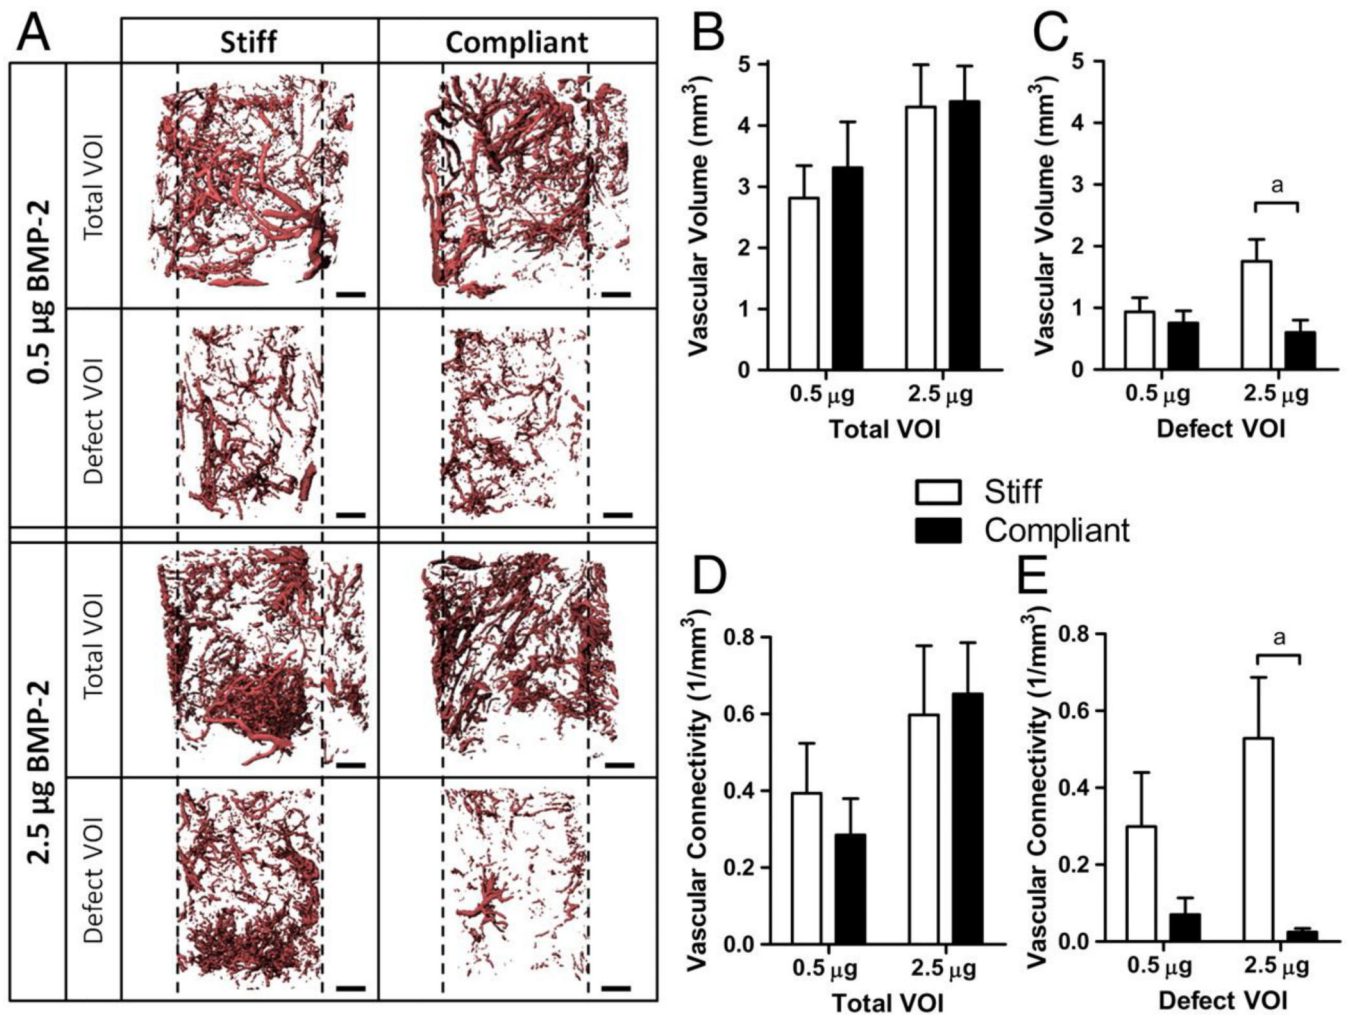 A
Stiff
Compliant
0.5 µg BMP-2
Total VOI
Defect VOI
2.5 µg BMP-2
Total VOI
Defect VOI
B
Vascular Volume (mm³)
5
4
3
2
1
0
0.5 µg
2.5 µg
Total VOI
C
Vascular Volume (mm³)
5
4
3
2
1
0
a
0.5 µg
2.5 µg
Defect VOI
Stiff
Compliant
D
Vascular Connectivity (1/mm³)
0.8
0.6
0.4
0.2
0.0
0.5 µg
2.5 µg
Total VOI
E
Vascular Connectivity (1/mm³)
0.8
0.6
0.4
0.2
0.0
a
0.5 µg
2.5 µg
Defect VOI